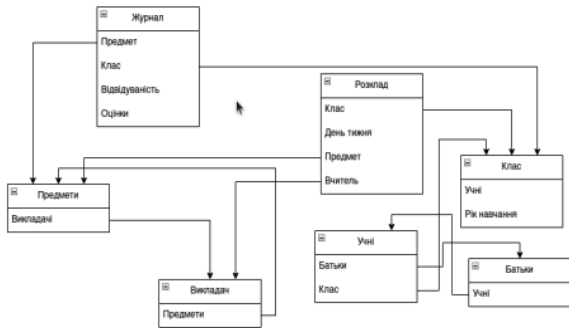 Журнал
Предмет
Клас
Відвідуваність
Оцінки
Розклад
Клас
День тижня
Предмет
Вчитель
Клас
Учні
Рік навчання
Предмети
Викладачі
Учні
Батьки
Клас
Батьки
Учні
Викладач
Предмети